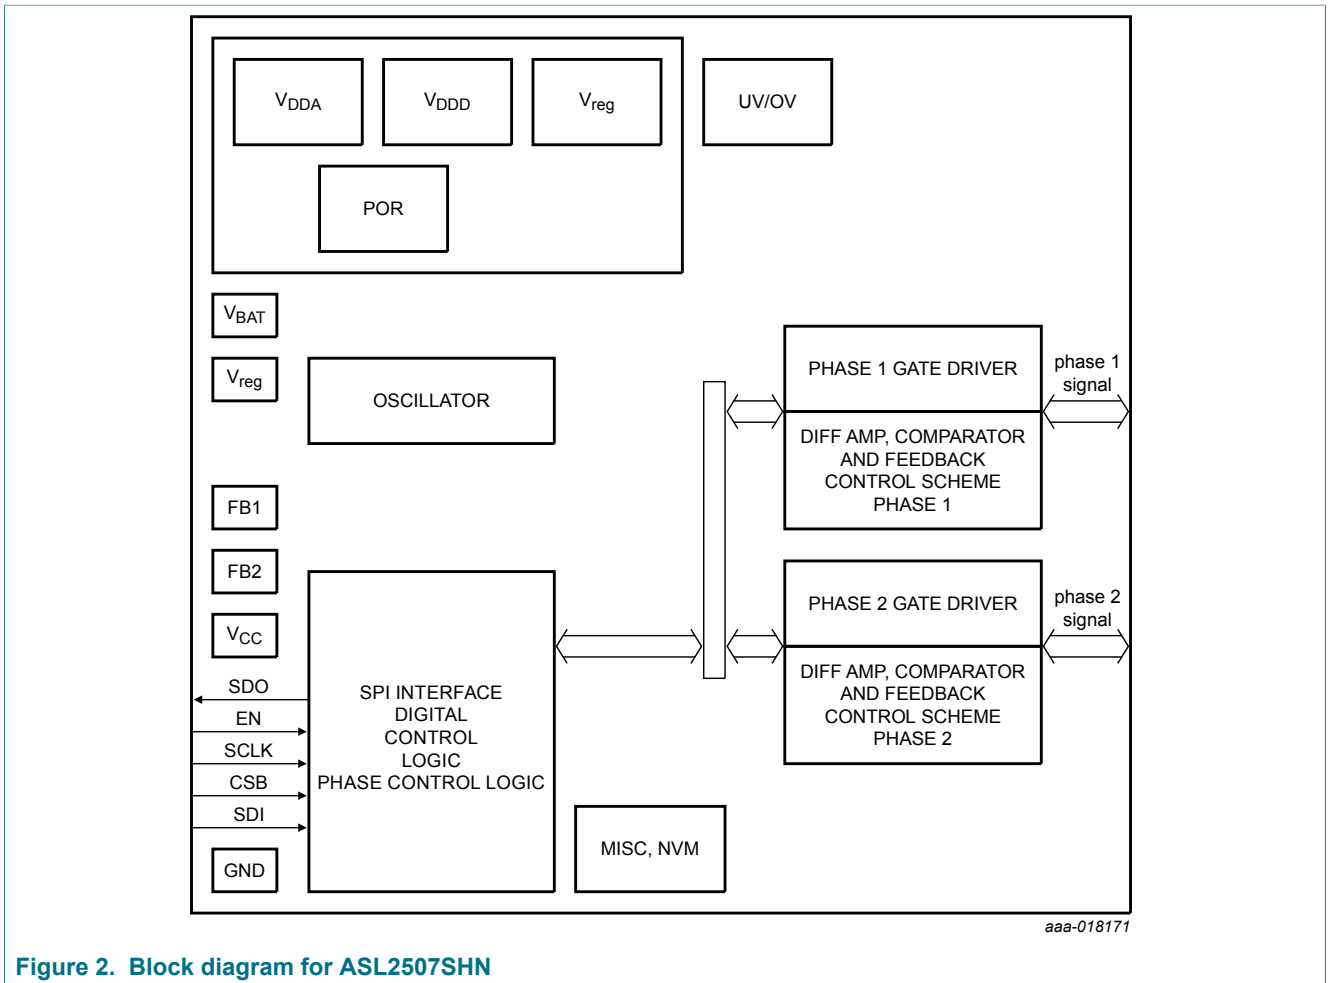 VDDA
VDDD
Vreg
UV/OV
POR
VBAT
Vreg
OSCILLATOR
FB1
FB2
VCC
SDO
EN
SCLK
CSB
SDI
GND
SPI INTERFACE
DIGITAL
CONTROL
LOGIC
PHASE CONTROL LOGIC
MISC, NVM
PHASE 1 GATE DRIVER
DIFF AMP, COMPARATOR
AND FEEDBACK
CONTROL SCHEME
PHASE 1
phase 1
signal
PHASE 2 GATE DRIVER
DIFF AMP, COMPARATOR
AND FEEDBACK
CONTROL SCHEME
PHASE 2
phase 2
signal
aaa-018171
Figure 2. Block diagram for ASL2507SHN